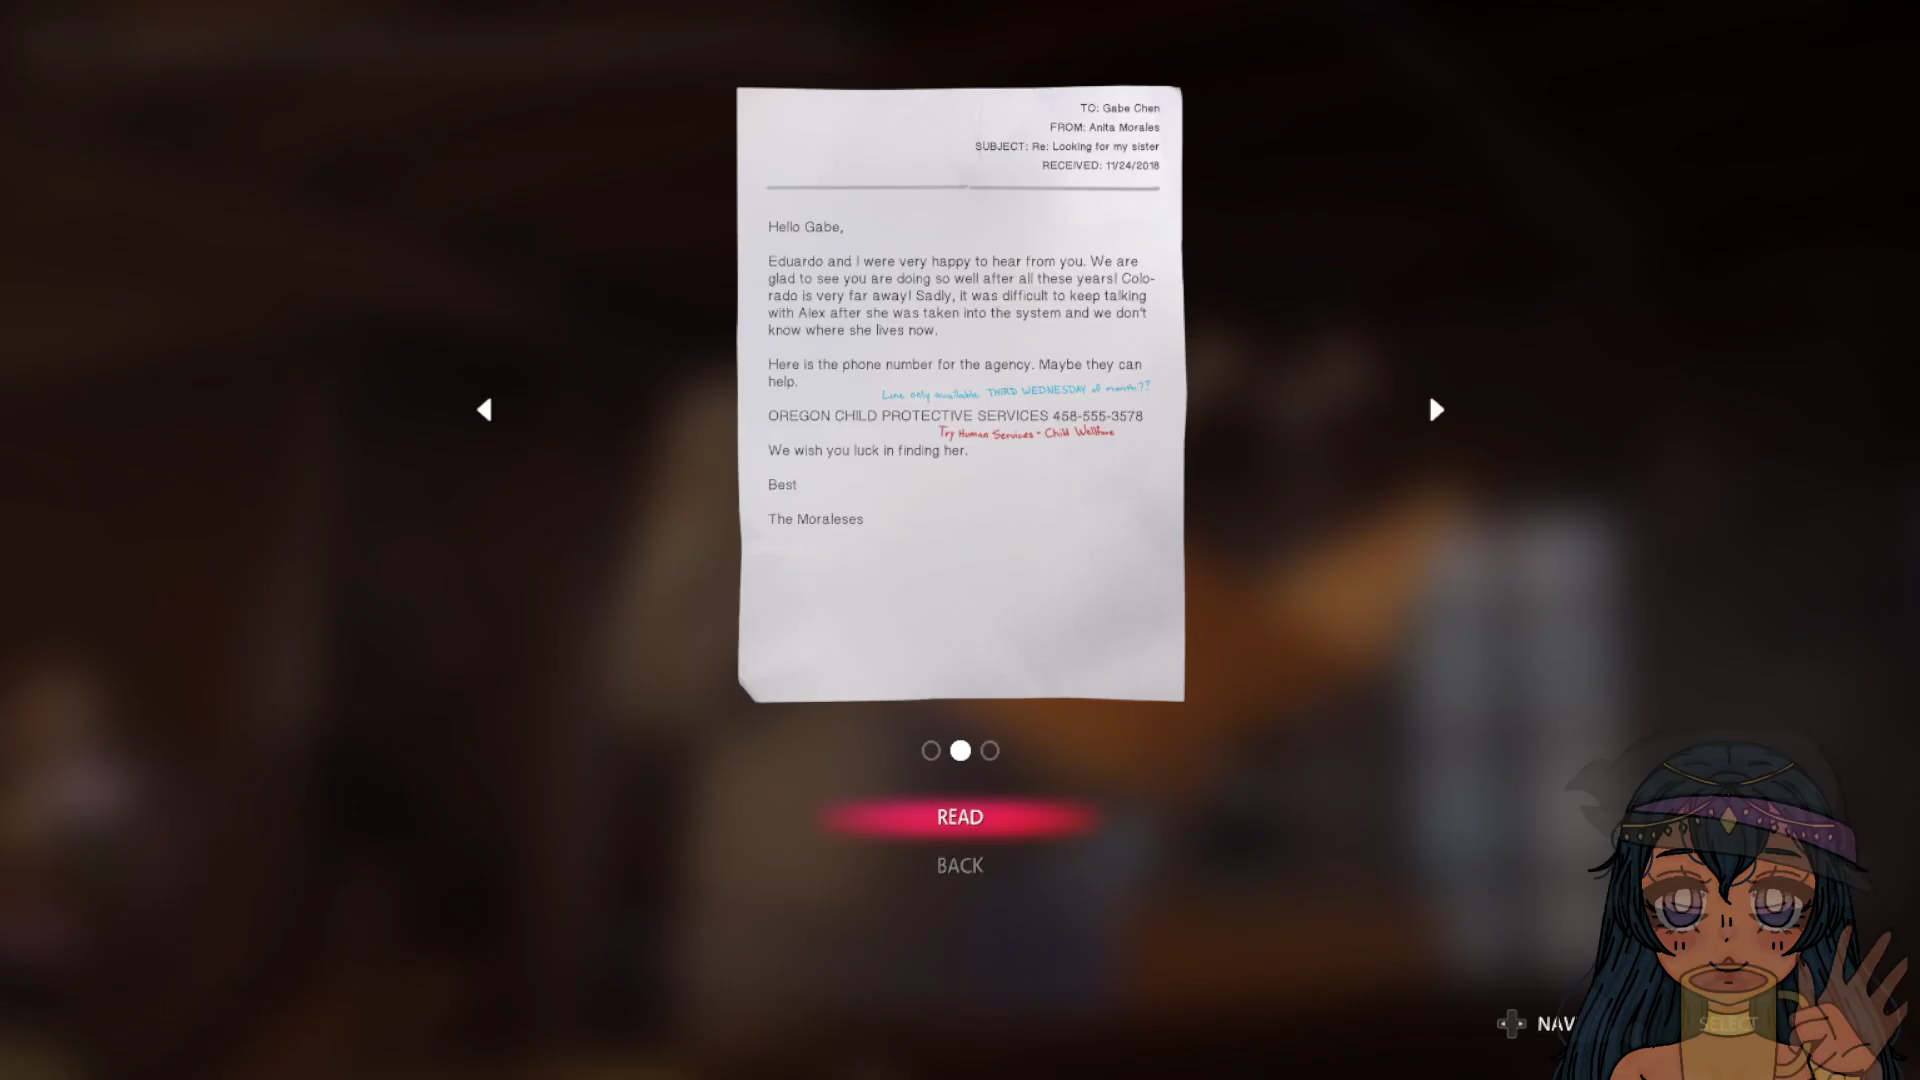 TO: Gabe Chen
FROM: Anita Morales
SUBJECT: Re: Looking for my sister
RECEIVED: 11/24/2018
Hello Gabe,
Eduardo and I were very happy to hear from you. We are
glad to see you are doing so well after all these years! Colo-
rado is very far away! Sadly, it was difficult to keep talking
with Alex after she was taken into the system and we don't
know where she lives now.
Here is the phone number for the agency. Maybe they can
help.
Line only available THIRD WEDNESDAY of month??
OREGON CHILD PROTECTIVE SERVICES 458-555-3578
Try Human Services - Child Wellfare
We wish you luck in finding her.
Best
The Moraleses
READ
BACK
NAV
SELECT